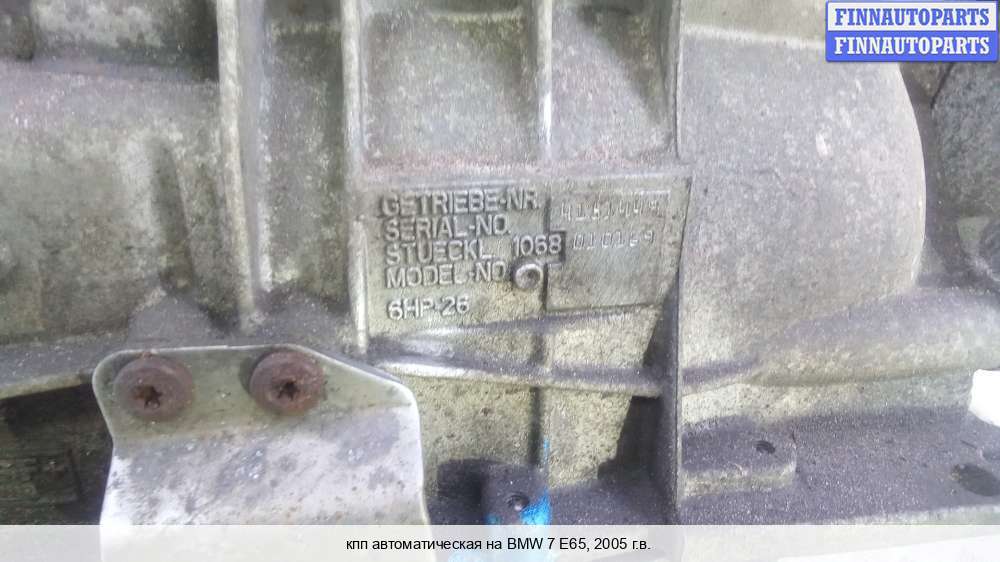 FINNAUTOPARTS
FINNAUTOPARTS
GETRIEBE-NR.
SERIAL-NO.
STUECKL. 1068 010169
MODEL-NO.
6HP-26
кпп автоматическая на BMW 7 E65, 2005 г.в.